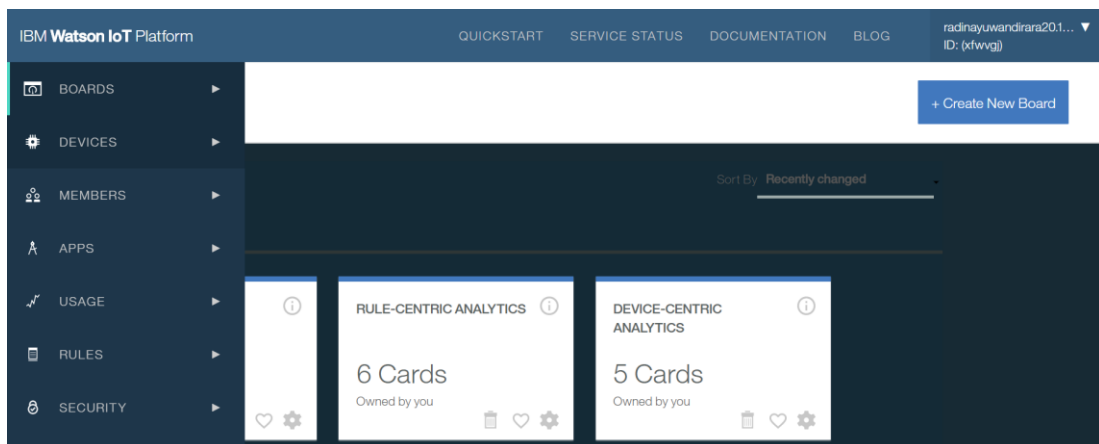 IBM Watson IoT Platform
QUICKSTART
SERVICE STATUS
DOCUMENTATION
BLOG
radinayuwandirara20.1... ▼
ID: (xfwvgj)
BOARDS
DEVICES
MEMBERS
APPS
USAGE
RULES
SECURITY
+ Create New Board
Sort By Recently changed
RULE-CENTRIC ANALYTICS
6 Cards
Owned by you
DEVICE-CENTRIC
ANALYTICS
5 Cards
Owned by you